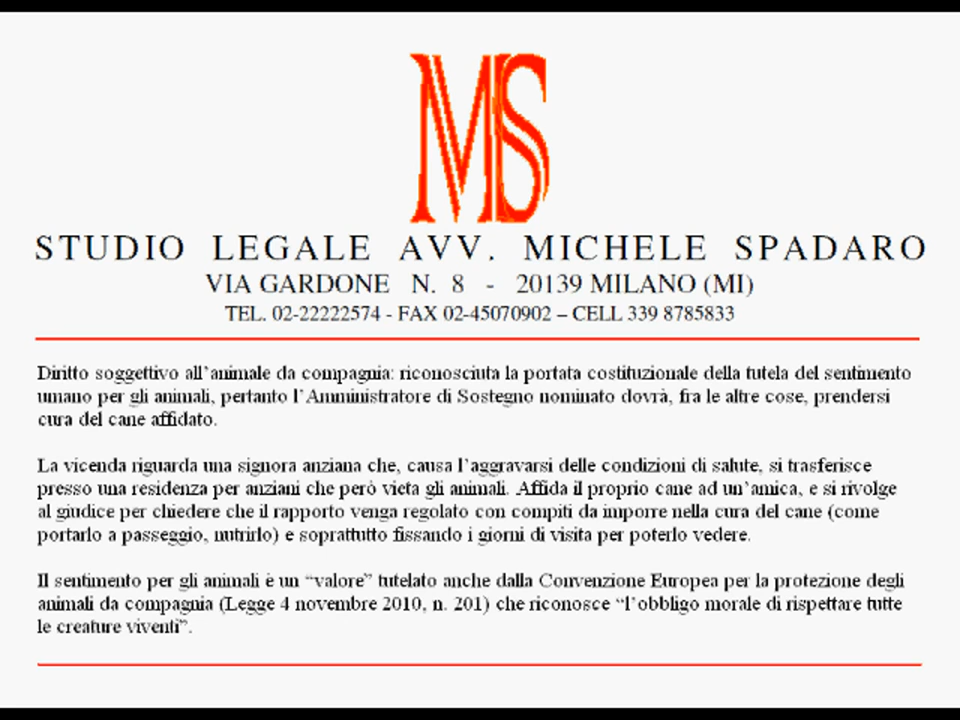 MS
STUDIO LEGALE AVV. MICHELE SPADARO
VIA GARDONE N. 8 - 20139 MILANO (MI)
TEL. 02-22222574 - FAX 02-45070902 – CELL 339 8785833
Diritto soggettivo all’animale da compagnia: riconosciuta la portata costituzionale della tutela del sentimento
umano per gli animali, pertanto l’Amministratore di Sostegno nominato dovrà, fra le altre cose, prendersi
cura del cane affidato.
La vicenda riguarda una signora anziana che, causa l’aggravarsi delle condizioni di salute, si trasferisce
presso una residenza per anziani che però vieta gli animali. Affida il proprio cane ad un’amica, e si rivolge
al giudice per chiedere che il rapporto venga regolato con compiti da imporre nella cura del cane (come
portarlo a passeggio, nutrirlo) e soprattutto fissando i giorni di visita per poterlo vedere.
Il sentimento per gli animali è un “valore” tutelato anche dalla Convenzione Europea per la protezione degli
animali da compagnia (Legge 4 novembre 2010, n. 201) che riconosce “l’obbligo morale di rispettare tutte
le creature viventi”.